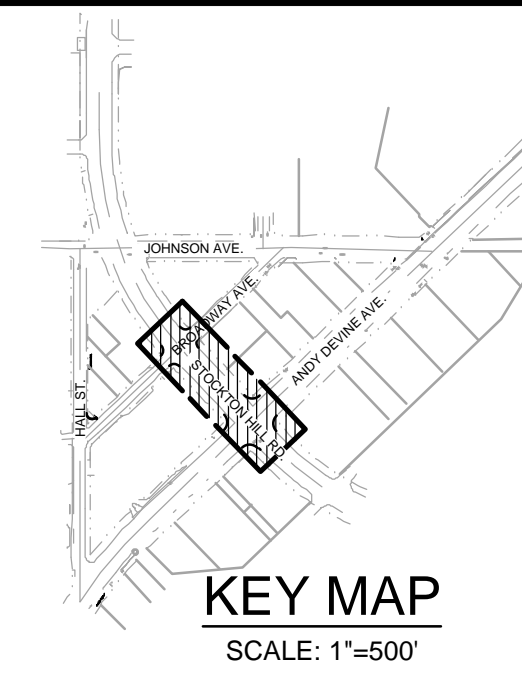 JOHNSON AVE.
BROADWAY AVE.
ANDY DEVINE AVE.
STOCKTON HILL RD.
HALL ST.
KEY MAP
SCALE: 1"=500'